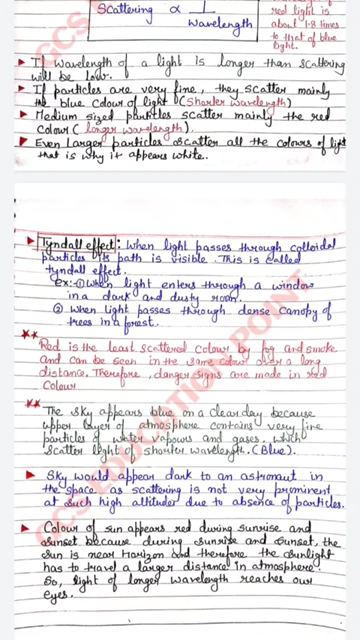 Scattering ∝ 1
Wavelength
red light is
about 1.8 times
to that of blue
light.
► If wavelength of a light is longer than scattering
will be low.
► If particles are very fine, they scatter mainly
the blue colour of light (shorter wavelength)
► Medium sized particles scatter mainly the red
colour (longer wavelength).
► Even larger particles scatter all the colours of light
that is why it appears white.
► Tyndall effect: When light passes through colloidal
particles its path is visible. This is called
tyndall effect.
Ex:-① When light enters through a window
in a dark and dusty room.
② When light passes through dense canopy of
trees in a forest.
** Red is the least scattered colour by fog and smoke
and can be seen in the same colour over a long
distance. Therefore, danger signs are made in red
colour
** The sky appears blue on a clear day because
upper layer of atmosphere contains very fine
particles of water vapours and gases, which
scatter light of shorter wavelength. (Blue).
► Sky would appear dark to an astronaut in
the space as scattering is not very prominent
at such high altitude due to absence of particles.
► Colour of sun appears red during sunrise and
sunset because during sunrise and sunset, the
sun is near Horizon and therefore the sunlight
has to travel a larger distance in atmosphere
So, light of longer wavelength reaches our
eyes.